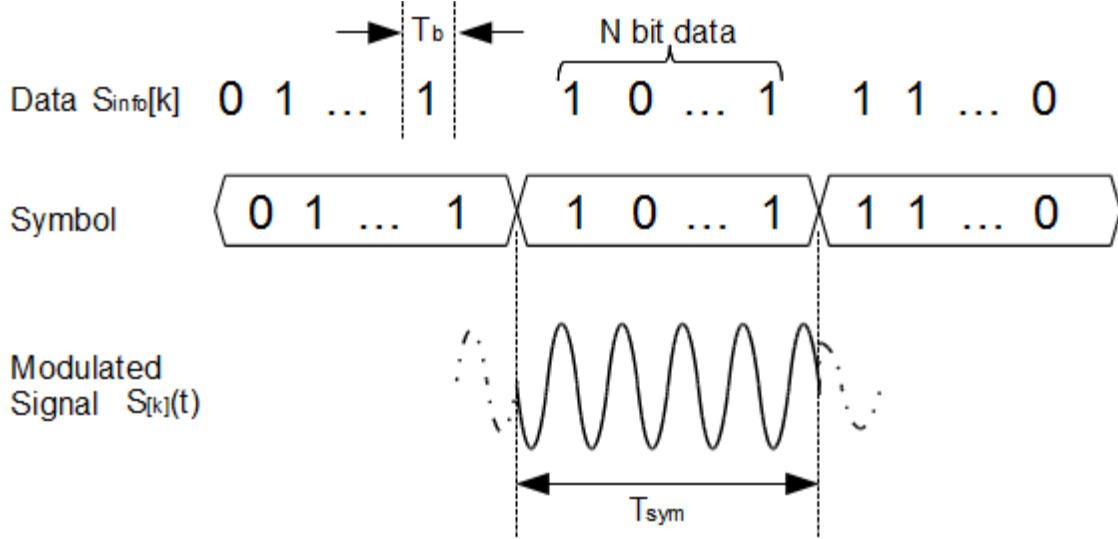 Tb
N bit data
Data Sinfo[k] 0 1 ... 1 1 0 ... 1 1 1 ... 0
Symbol 0 1 ... 1 1 0 ... 1 1 1 ... 0
Modulated
Signal S[k](t)
Tsym